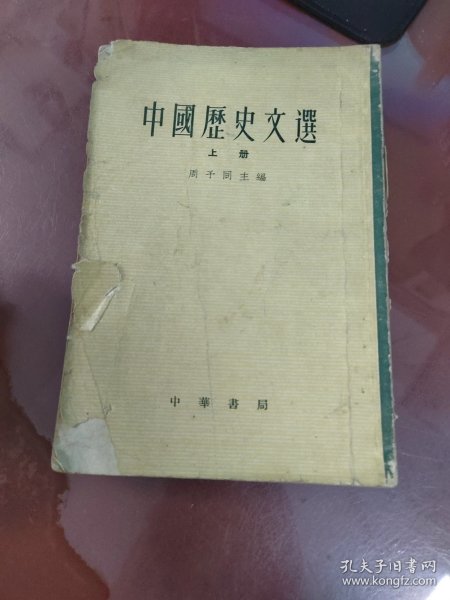 中國歷史文選
上册
周予同主編
中華書局
孔夫子旧书网
www.kongfz.com